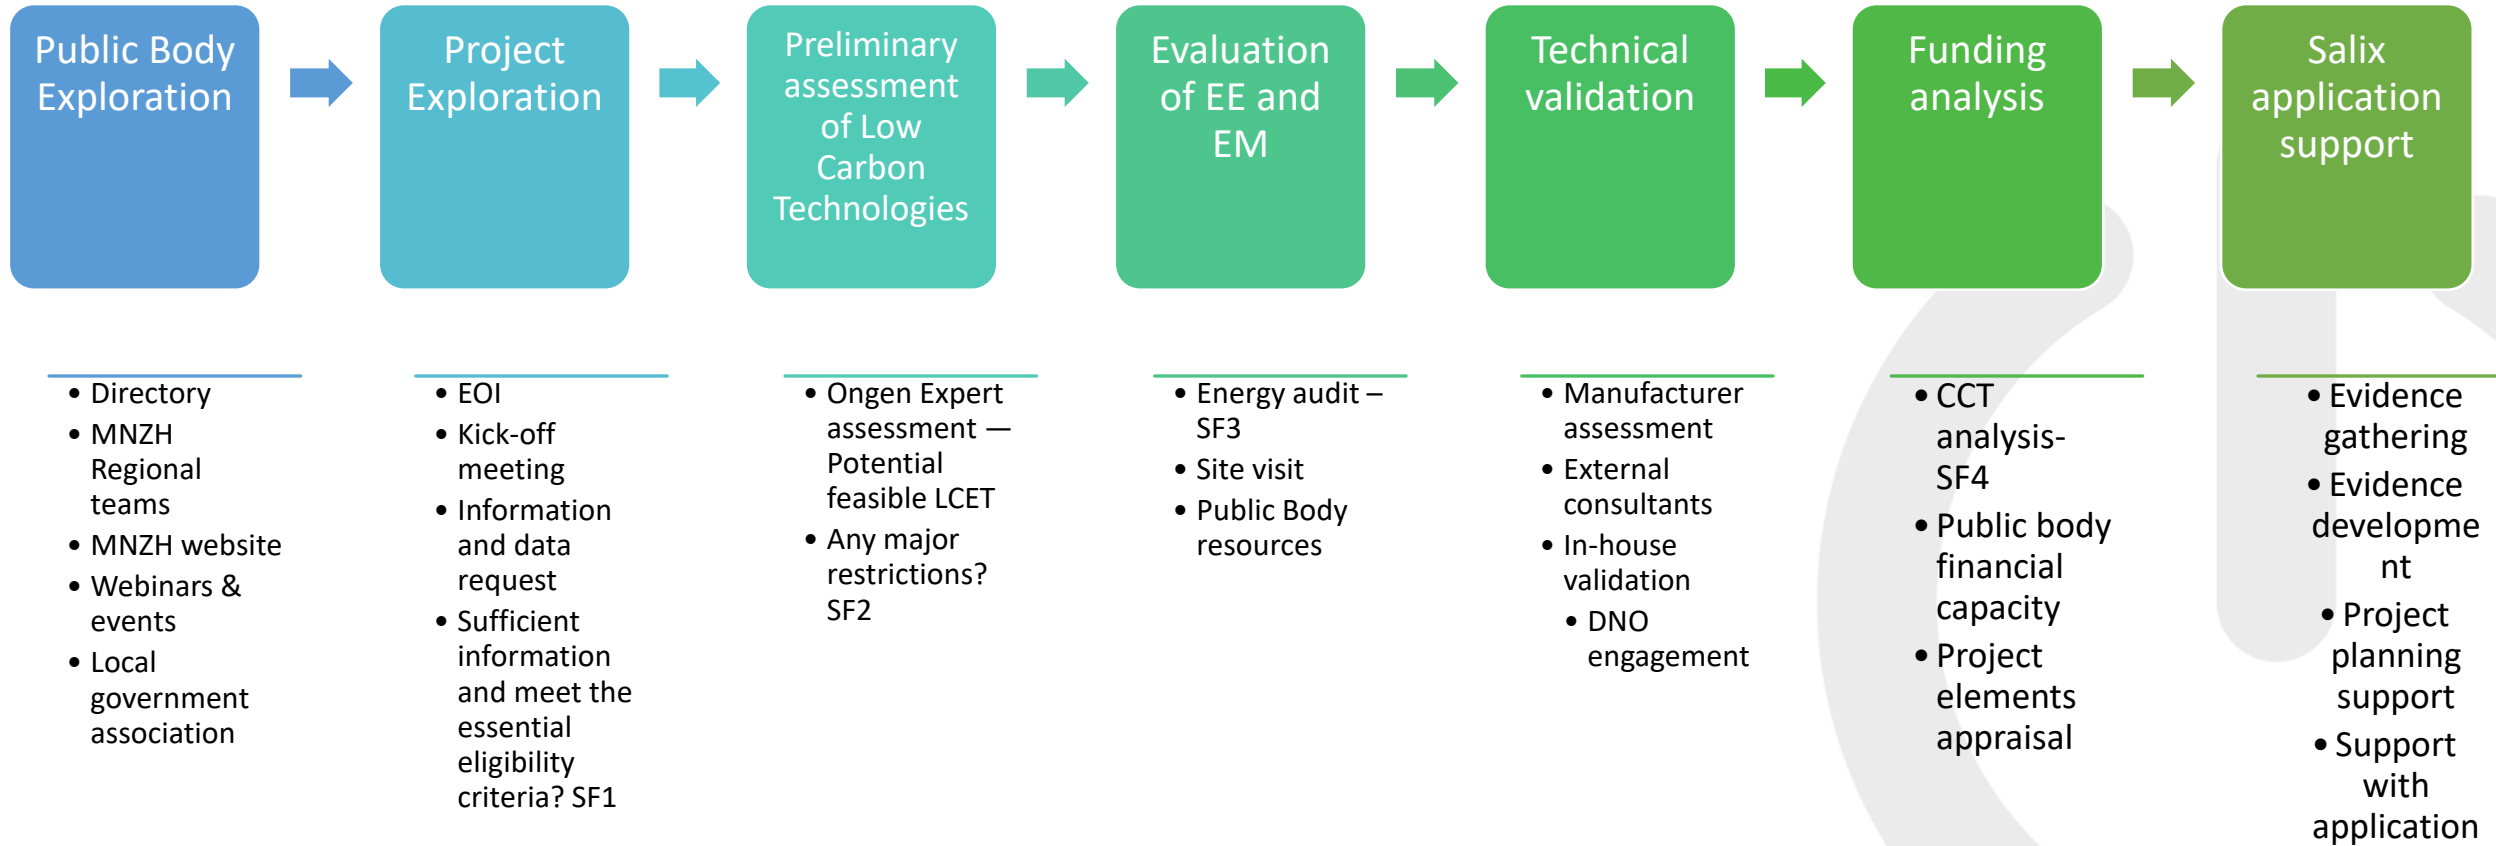 Public Body
Exploration
Project
Exploration
Preliminary
assessment
of Low
Carbon
Technologies
Evaluation
of EE and
EM
Technical
validation
Funding
analysis
Salix
application
support
• Directory
• MNZH
Regional
teams
• MNZH website
• Webinars &
events
• Local
government
association
• EOI
• Kick-off
meeting
• Information
and data
request
• Sufficient
information
and meet the
essential
eligibility
criteria? SF1
• Ongen Expert
assessment —
Potential
feasible LCET
• Any major
restrictions?
SF2
• Energy audit –
SF3
• Site visit
• Public Body
resources
• Manufacturer
assessment
• External
consultants
• In-house
validation
• DNO
engagement
• CCT
analysis-
SF4
• Public body
financial
capacity
• Project
elements
appraisal
• Evidence
gathering
• Evidence
developme
nt
• Project
planning
support
• Support
with
application